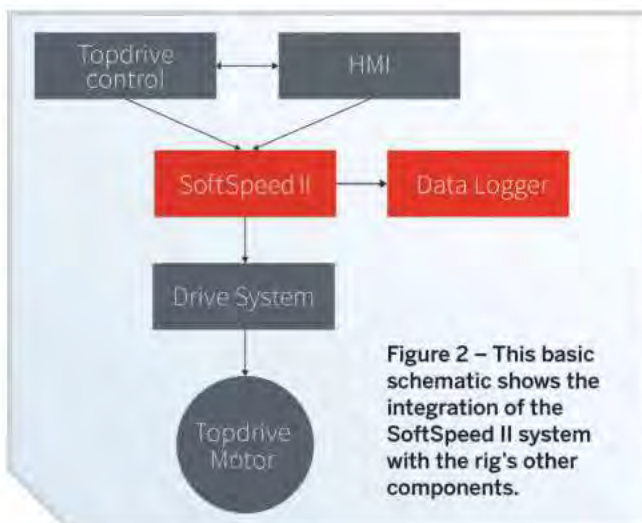 Topdrive
control
HMI
SoftSpeed II
Data Logger
Drive System
Topdrive
Motor
Figure 2 – This basic
schematic shows the
integration of the
SoftSpeed II system
with the rig's other
components.